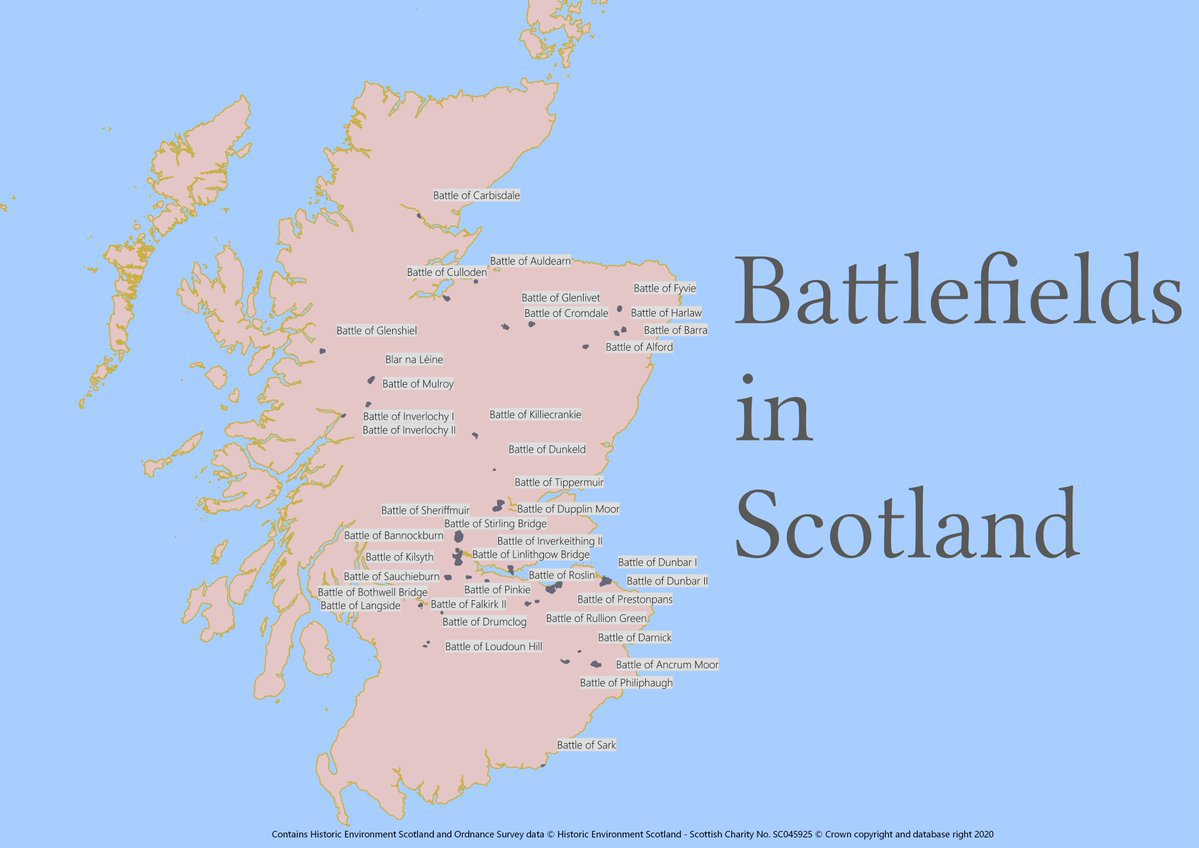 Battle of Carbisdale
Battle of Auldearn
Battle of Culloden
Battle of Fyvie
Battle of Glenlivet
Battle of Cromdale
Battle of Harlaw
Battle of Glenshiel
Battle of Barra
Battle of Alford
Blar na Léine
Battle of Mulroy
Battle of Inverlochy I
Battle of Killiecrankie
Battle of Inverlochy II
Battle of Dunkeld
Battle of Tippermuir
Battle of Sheriffmuir
Battle of Dupplin Moor
Battle of Stirling Bridge
Battle of Bannockburn
Battle of Inverkeithing II
Battle of Kilsyth
Battle of Linlithgow Bridge
Battle of Dunbar I
Battle of Sauchieburn
Battle of Roslin
Battle of Dunbar II
Battle of Bothwell Bridge
Battle of Pinkie
Battle of Prestonpans
Battle of Langside
Battle of Falkirk II
Battle of Drumclog
Battle of Rullion Green
Battle of Darnick
Battle of Loudoun Hill
Battle of Ancrum Moor
Battle of Philiphaugh
Battle of Sark
Battlefields
in
Scotland
Contains Historic Environment Scotland and Ordnance Survey data © Historic Environment Scotland - Scottish Charity No. SC045925 © Crown copyright and database right 2020